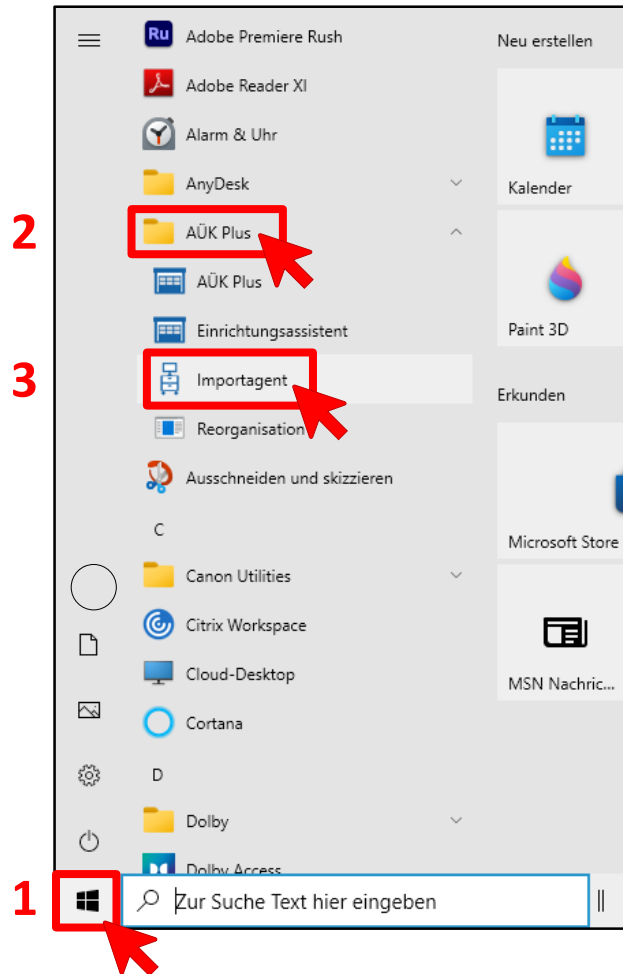 Ru Adobe Premiere Rush
Adobe Reader XI
Alarm & Uhr
AnyDesk
2 AÜK Plus
AÜK Plus
Einrichtungsassistent
3 Importagent
Reorganisation
Ausschneiden und skizzieren
C
Canon Utilities
Citrix Workspace
Cloud-Desktop
Cortana
D
Dolby
Dolby Access
Neu erstellen
Kalender
Paint 3D
Erkunden
Microsoft Store
MSN Nachric...
1 Zur Suche Text hier eingeben